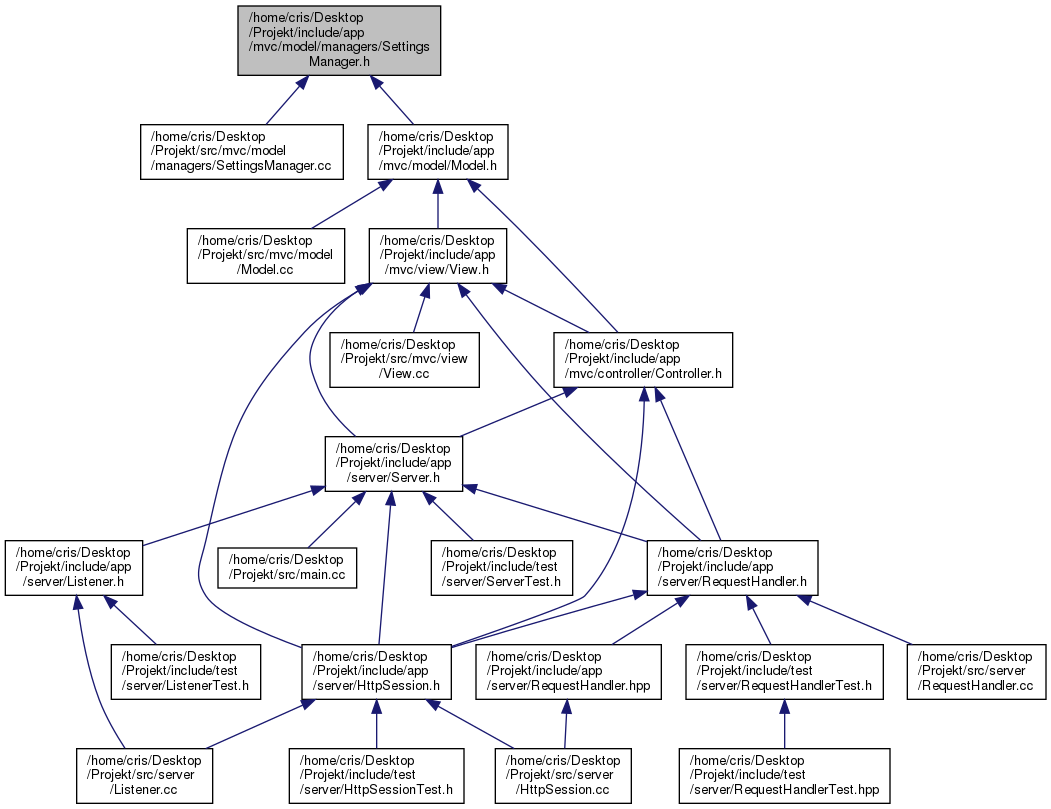 /home/cris/Desktop
/Projekt/include/app
/mvc/model/managers/Settings
Manager.h
/home/cris/Desktop
/Projekt/src/mvc/model
/managers/SettingsManager.cc
/home/cris/Desktop
/Projekt/include/app
/mvc/model/Model.h
/home/cris/Desktop
/Projekt/src/mvc/model
/Model.cc
/home/cris/Desktop
/Projekt/include/app
/mvc/view/View.h
/home/cris/Desktop
/Projekt/src/mvc/view
/View.cc
/home/cris/Desktop
/Projekt/include/app
/mvc/controller/Controller.h
/home/cris/Desktop
/Projekt/include/app
/server/Server.h
/home/cris/Desktop
/Projekt/include/app
/server/Listener.h
/home/cris/Desktop
/Projekt/src/main.cc
/home/cris/Desktop
/Projekt/include/test
/server/ServerTest.h
/home/cris/Desktop
/Projekt/include/app
/server/RequestHandler.h
/home/cris/Desktop
/Projekt/include/test
/server/ListenerTest.h
/home/cris/Desktop
/Projekt/include/app
/server/HttpSession.h
/home/cris/Desktop
/Projekt/include/app
/server/RequestHandler.hpp
/home/cris/Desktop
/Projekt/include/test
/server/RequestHandlerTest.h
/home/cris/Desktop
/Projekt/src/server
/RequestHandler.cc
/home/cris/Desktop
/Projekt/src/server
/Listener.cc
/home/cris/Desktop
/Projekt/include/test
/server/HttpSessionTest.h
/home/cris/Desktop
/Projekt/src/server
/HttpSession.cc
/home/cris/Desktop
/Projekt/include/test
/server/RequestHandlerTest.hpp